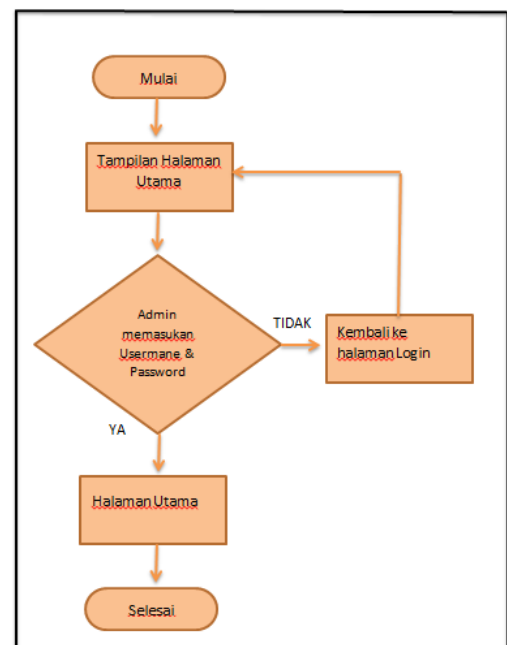 Mulai
Tampilan Halaman
Utama
Admin
memasukan
Usermane &
Password
TIDAK
Kembali ke
halaman Login
YA
Halaman Utama
Selesai